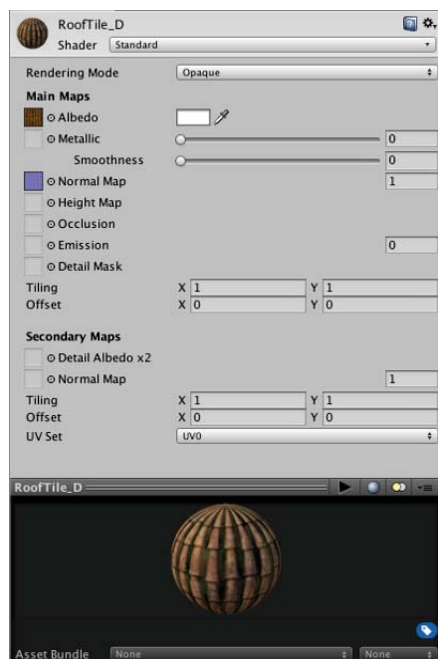 RoofTile_D
Shader Standard
Rendering Mode Opaque
Main Maps
Albedo
Metallic 0
Smoothness 0
Normal Map 1
Height Map
Occlusion
Emission 0
Detail Mask
Tiling X 1 Y 1
Offset X 0 Y 0
Secondary Maps
Detail Albedo x2
Normal Map 1
Tiling X 1 Y 1
Offset X 0 Y 0
UV Set UV0
RoofTile_D
Asset Bundle None None